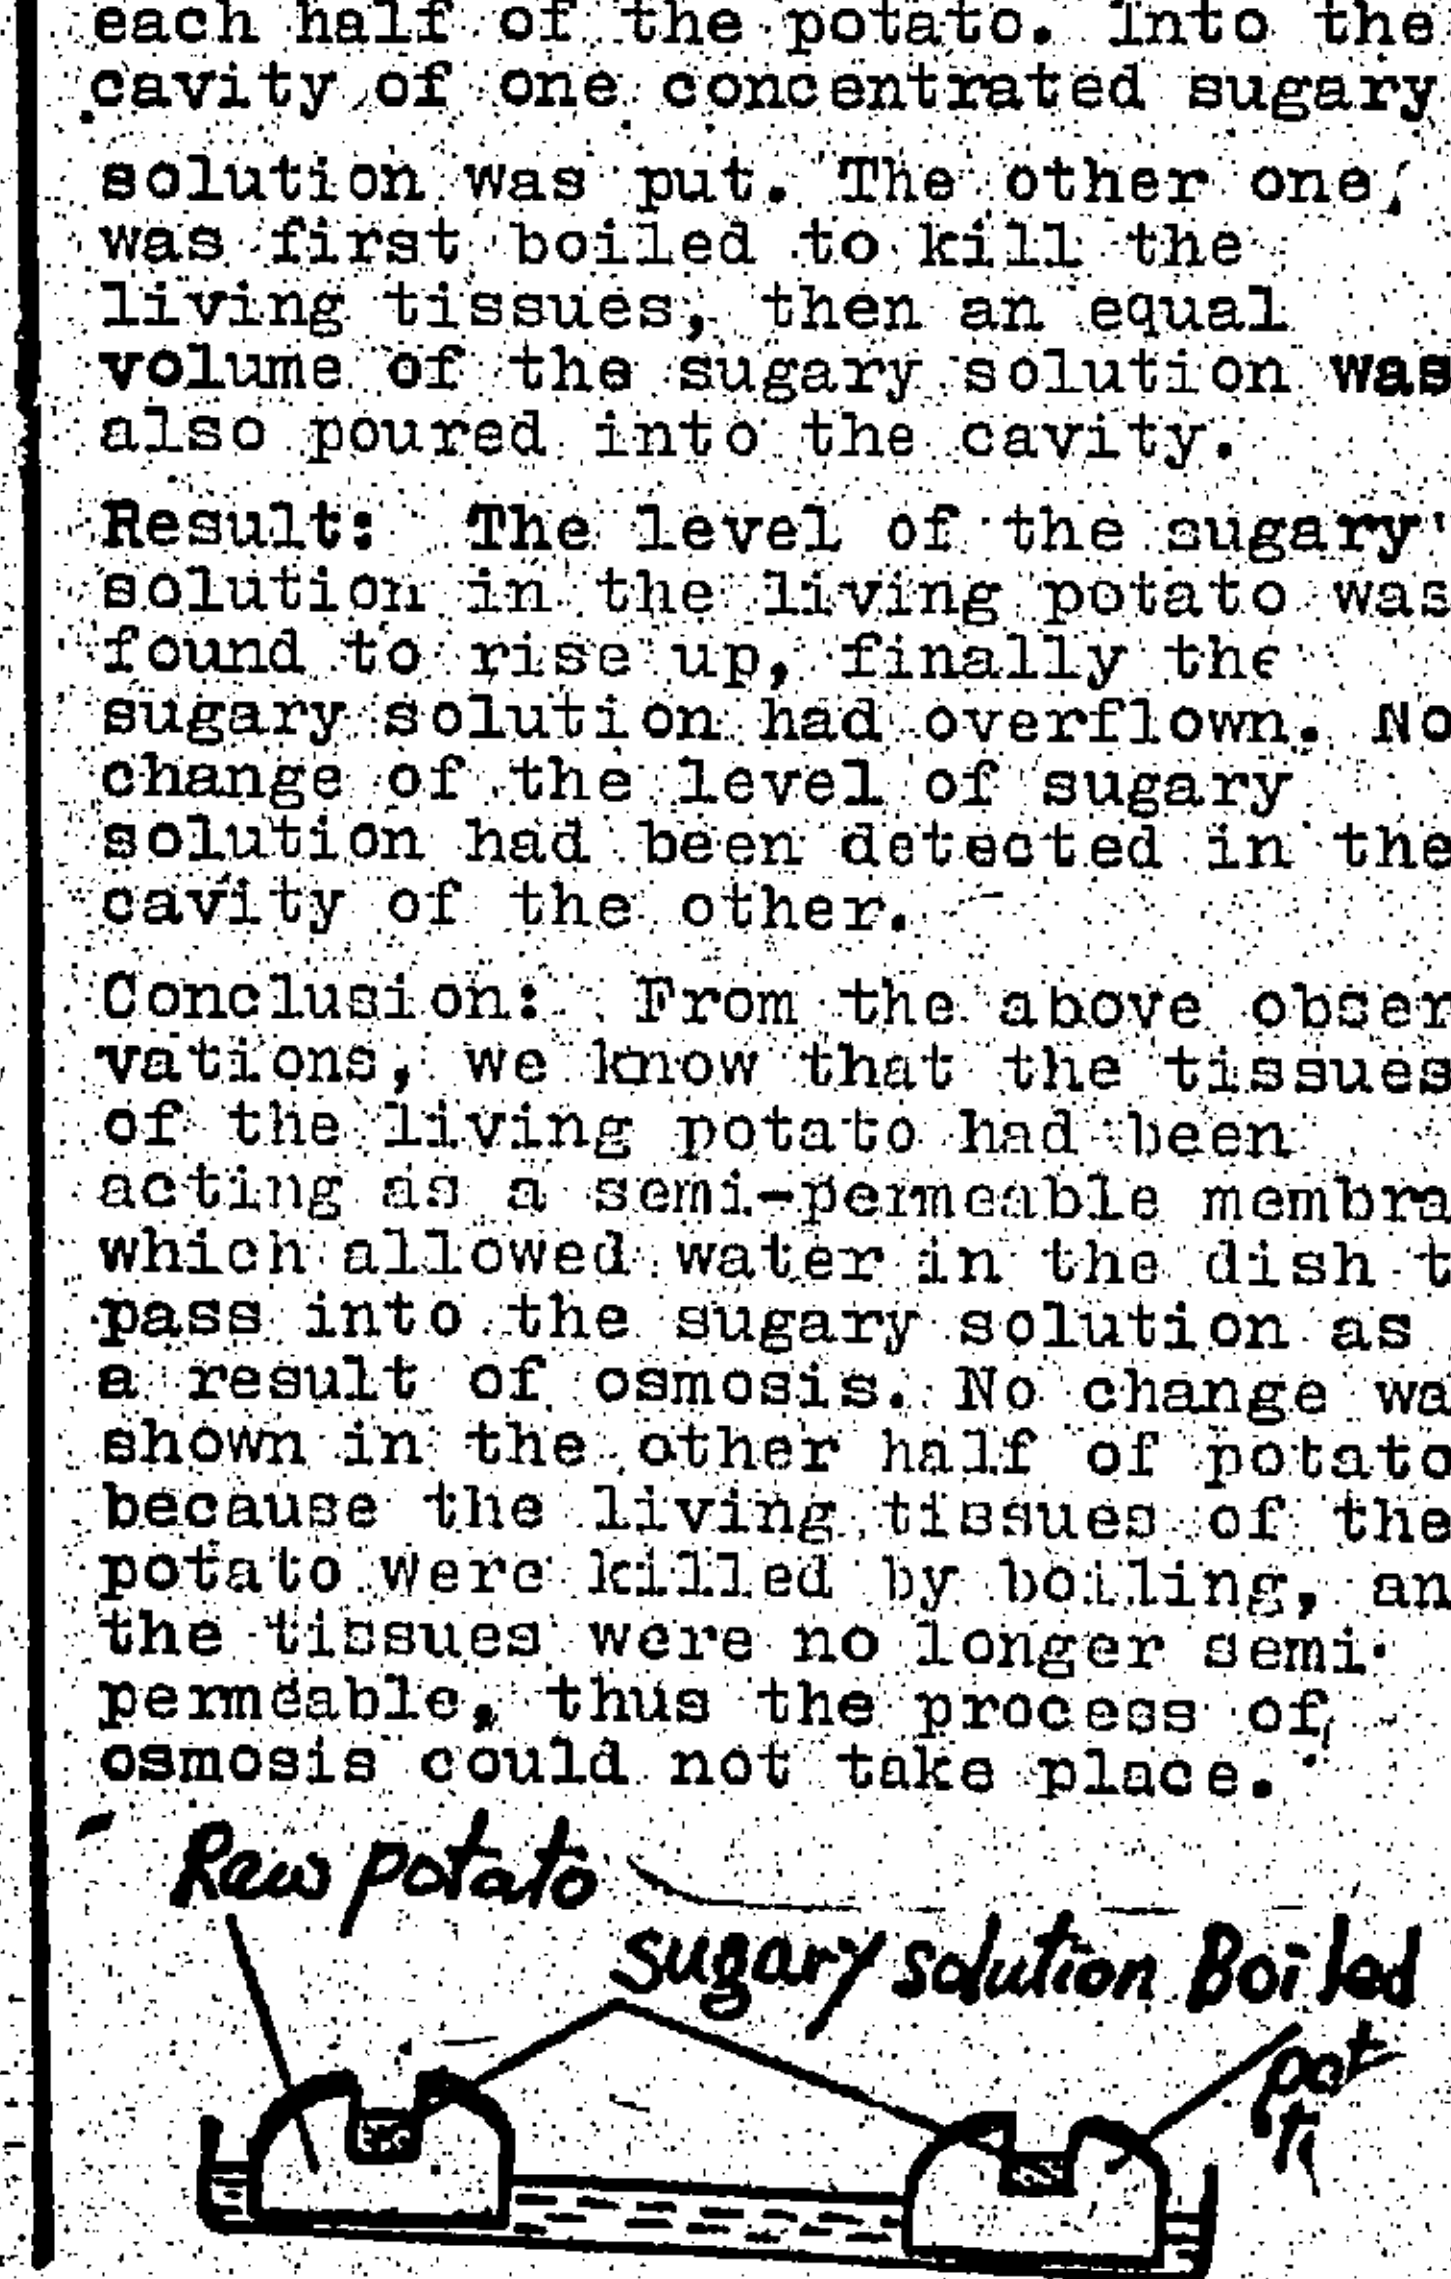 each half of the potato. Into the
cavity of one concentrated sugary
solution was put. The other one,
was first boiled to kill the
living tissues, then an equal
volume of the sugary solution was
also poured into the cavity.
Result: The level of the sugary
solution in the living potato was
found to rise up, finally the
sugary solution had overflown. No
change of the level of sugary
solution had been detected in the
cavity of the other.
Conclusion: From the above obser
vations, we know that the tissues
of the living potato had been
acting as a semi-permeable membra
which allowed water in the dish t
pass into the sugary solution as
a result of osmosis. No change wa
shown in the other half of potato
because the living tissues of the
potato were killed by boiling, an
the tissues were no longer semi-
permeable, thus the process of
osmosis could not take place.
Raw potato
sugary solution Boiled
pot